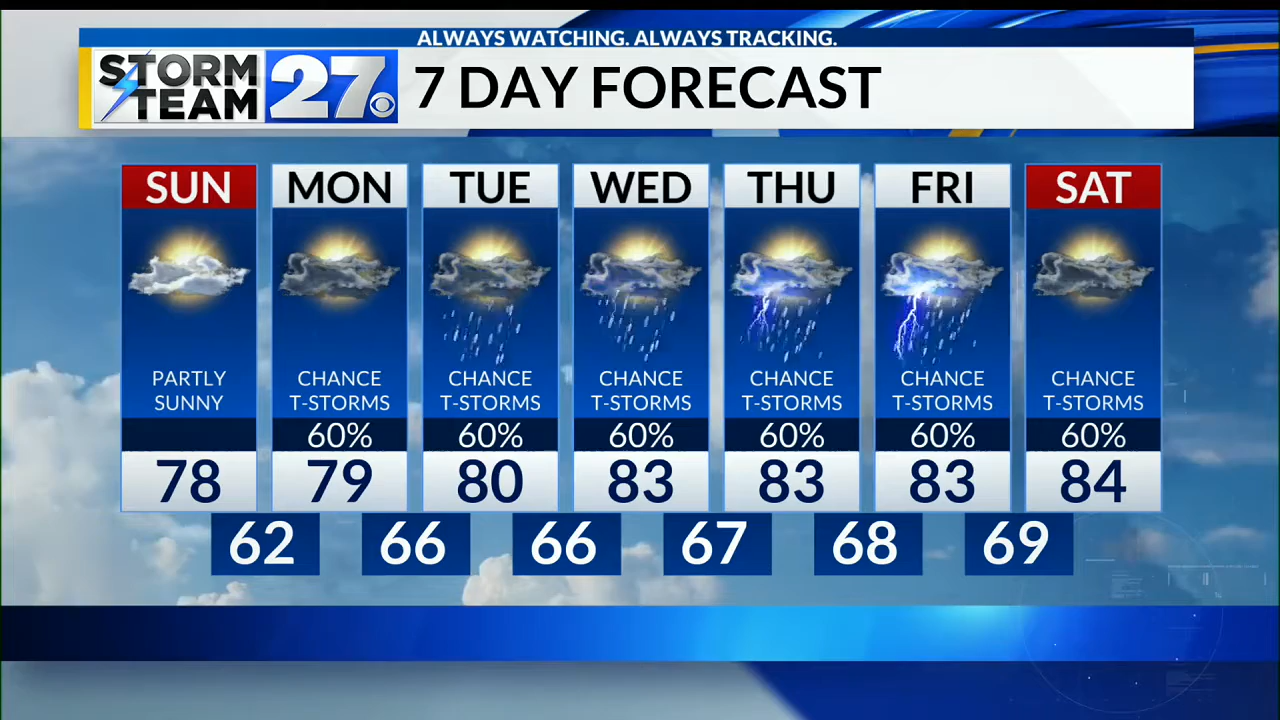 ALWAYS WATCHING. ALWAYS TRACKING.
STORM
TEAM
27
7 DAY FORECAST
SUN MON TUE WED THU FRI SAT
PARTLY CHANCE CHANCE CHANCE CHANCE CHANCE CHANCE
SUNNY T-STORMS T-STORMS T-STORMS T-STORMS T-STORMS T-STORMS
60% 60% 60% 60% 60% 60%
78 79 80 83 83 83 84
62 66 66 67 68 69